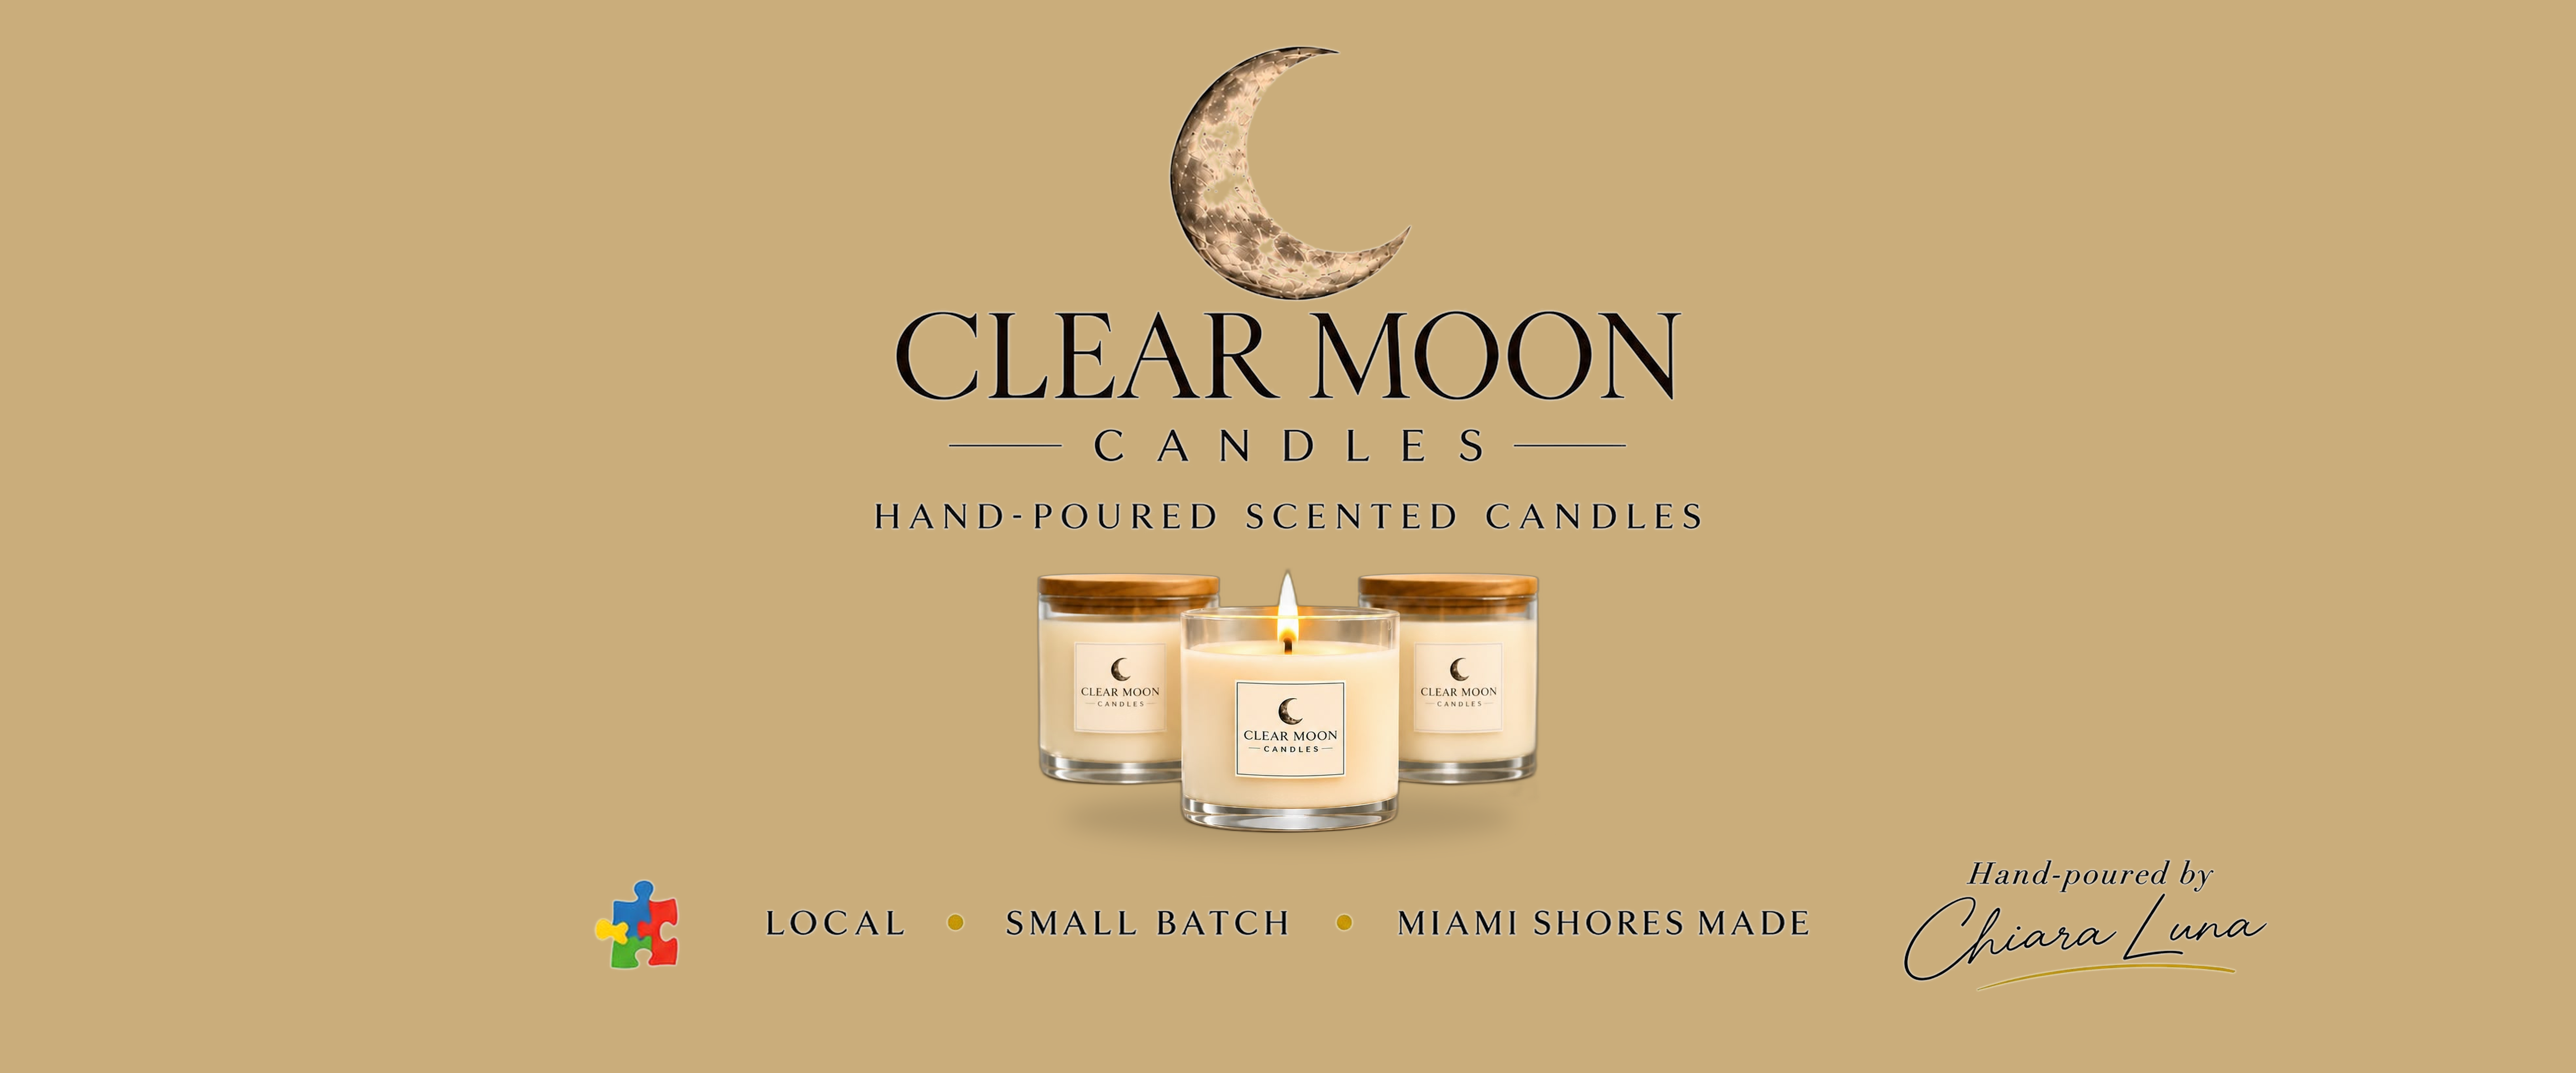 CLEAR MOON
CANDLES
HAND-POURED SCENTED CANDLES
CLEAR MOON
CANDLES
CLEAR MOON
CANDLES
CLEAR MOON
CANDLES
LOCAL • SMALL BATCH • MIAMI SHORES MADE
Hand-poured by
Chiara Luna